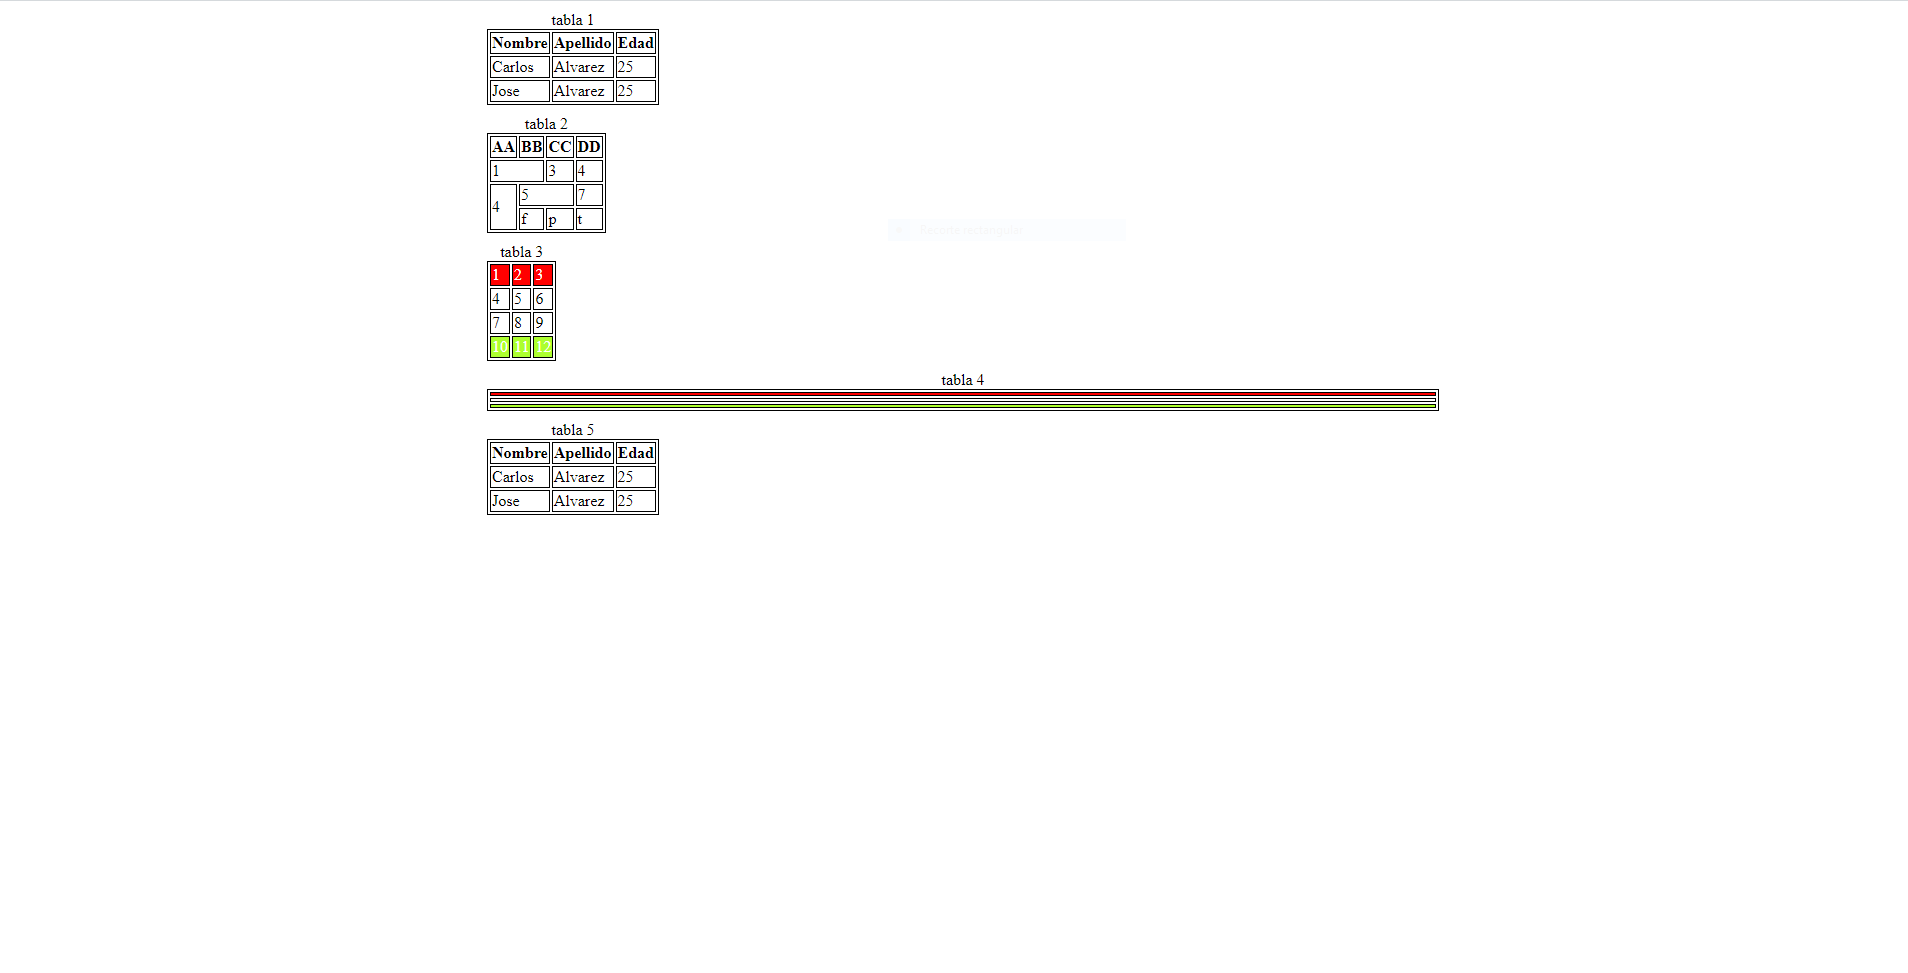 tabla 1
Nombre Apellido Edad
Carlos Alvarez 25
Jose Alvarez 25
tabla 2
AA BB CC DD
1 3 4
4 5 7
f p t
tabla 3
1 2 3
4 5 6
7 8 9
10 11 12
tabla 4
tabla 5
Nombre Apellido Edad
Carlos Alvarez 25
Jose Alvarez 25